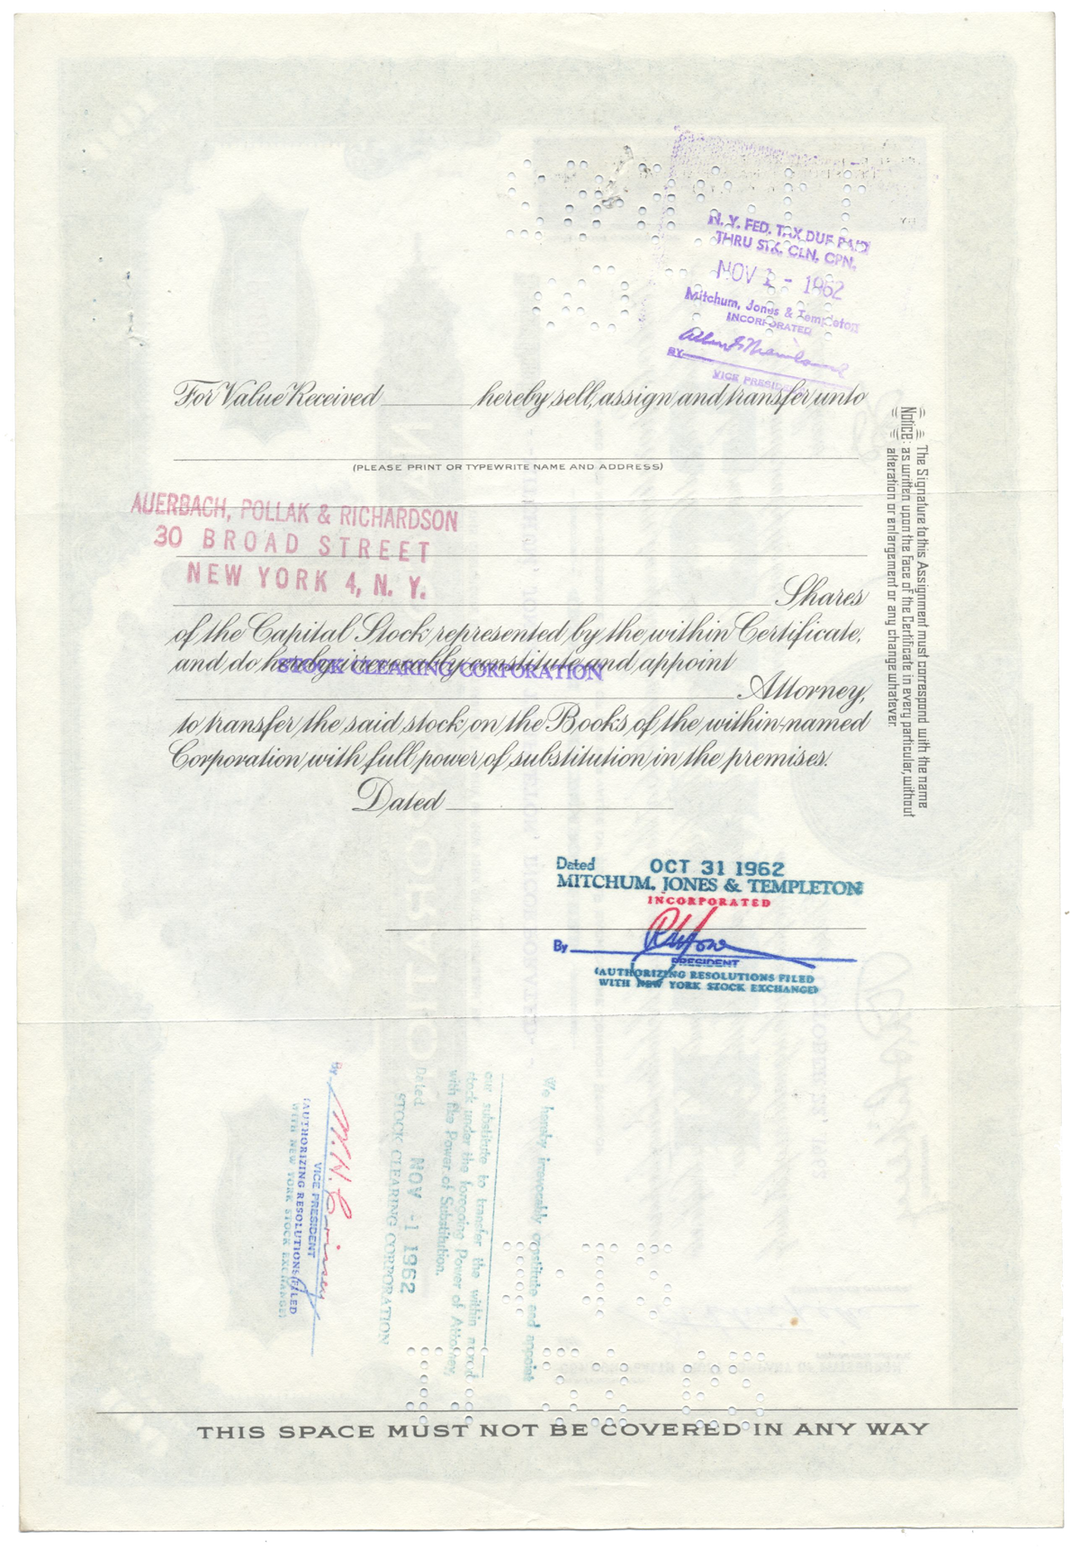 N. Y. FED. TAX DUE PAID
THRU STK. CLN. CPN.
NOV 1 - 1962
Mitchum, Jones & Templeton
INCORPORATED
BY
VICE PRESIDENT
For Value Received ________ hereby sell, assign and transfer unto
(PLEASE PRINT OR TYPEWRITE NAME AND ADDRESS)
AUERBACH, POLLAK & RICHARDSON
30 BROAD STREET
NEW YORK 4, N. Y.
Shares
of the Capital Stock represented by the within Certificate,
and do hereby irrevocably constitute and appoint
STOCK CLEARING CORPORATION
Attorney,
to transfer the said stock on the Books of the within-named
Corporation with full power of substitution in the premises.
Dated
Notice: The Signature to this Assignment must correspond with the name
as written upon the face of the Certificate in every particular, without
alteration or enlargement or any change whatever.
Dated OCT 31 1962
MITCHUM, JONES & TEMPLETON
INCORPORATED
By
PRESIDENT
(AUTHORIZING RESOLUTIONS FILED
WITH NEW YORK STOCK EXCHANGE)
We hereby irrevocably constitute and appoint
our substitute to transfer the within named
stock under the foregoing Power of Attorney,
with like Power of Substitution.
Dated NOV -1 1962
STOCK CLEARING CORPORATION
By
VICE PRESIDENT
(AUTHORIZING RESOLUTIONS FILED
WITH NEW YORK STOCK EXCHANGE)
THIS SPACE MUST NOT BE COVERED IN ANY WAY